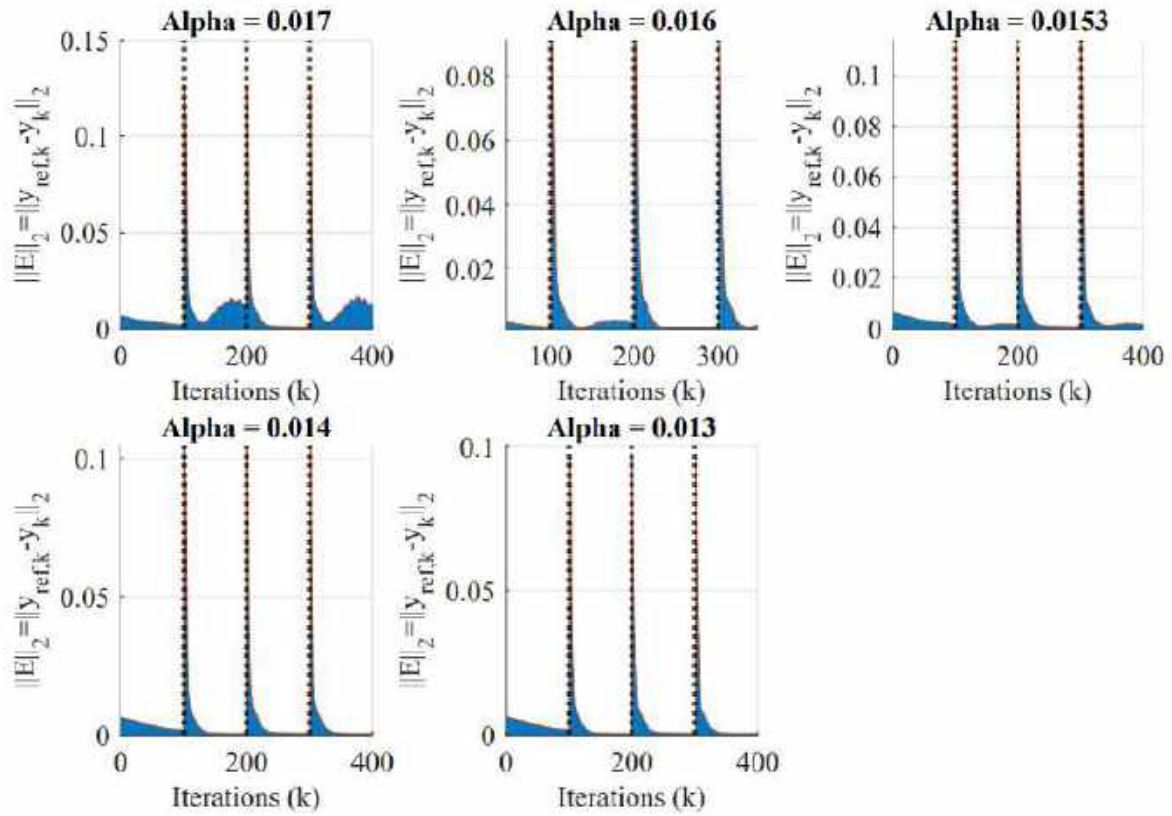 Alpha = 0.017
0.15
0.1
0.05
0
||E||2=||yref,k-yk||2
0 200 400
Iterations (k)
Alpha = 0.016
0.08
0.06
0.04
0.02
||E||2=||yref,k-yk||2
100 200 300
Iterations (k)
Alpha = 0.0153
0.1
0.08
0.06
0.04
0.02
0
||E||2=||yref,k-yk||2
0 200 400
Iterations (k)
Alpha = 0.014
0.1
0.05
0
||E||2=||yref,k-yk||2
0 200 400
Iterations (k)
Alpha = 0.013
0.1
0.05
0
||E||2=||yref,k-yk||2
0 200 400
Iterations (k)